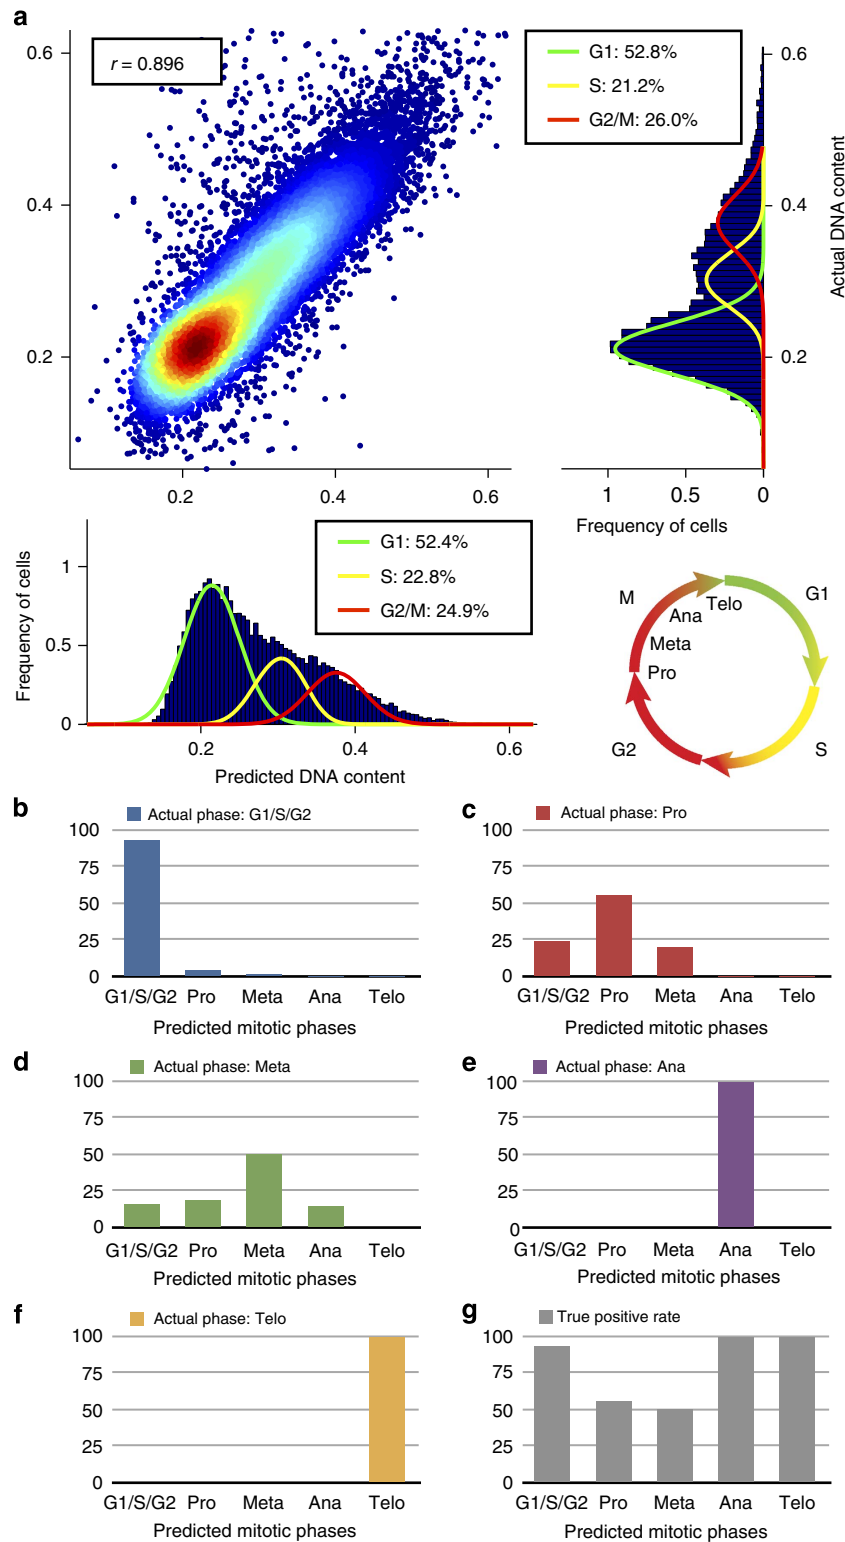 a
r = 0.896
0.6
0.4
0.2
0.2
0.4
0.6
G1: 52.8%
S: 21.2%
G2/M: 26.0%
0.6
0.4
0.2
Actual DNA content
1
0.5
0
Frequency of cells
Frequency of cells
1
0.5
0
G1: 52.4%
S: 22.8%
G2/M: 24.9%
0.2
0.4
0.6
Predicted DNA content
M
G1
Telo
Ana
Meta
Pro
G2
S
b
Actual phase: G1/S/G2
100
75
50
25
0
G1/S/G2 Pro Meta Ana Telo
Predicted mitotic phases
c
Actual phase: Pro
100
75
50
25
0
G1/S/G2 Pro Meta Ana Telo
Predicted mitotic phases
d
Actual phase: Meta
100
75
50
25
0
G1/S/G2 Pro Meta Ana Telo
Predicted mitotic phases
e
Actual phase: Ana
100
75
50
25
0
G1/S/G2 Pro Meta Ana Telo
Predicted mitotic phases
f
Actual phase: Telo
100
75
50
25
0
G1/S/G2 Pro Meta Ana Telo
Predicted mitotic phases
g
True positive rate
100
75
50
25
0
G1/S/G2 Pro Meta Ana Telo
Predicted mitotic phases